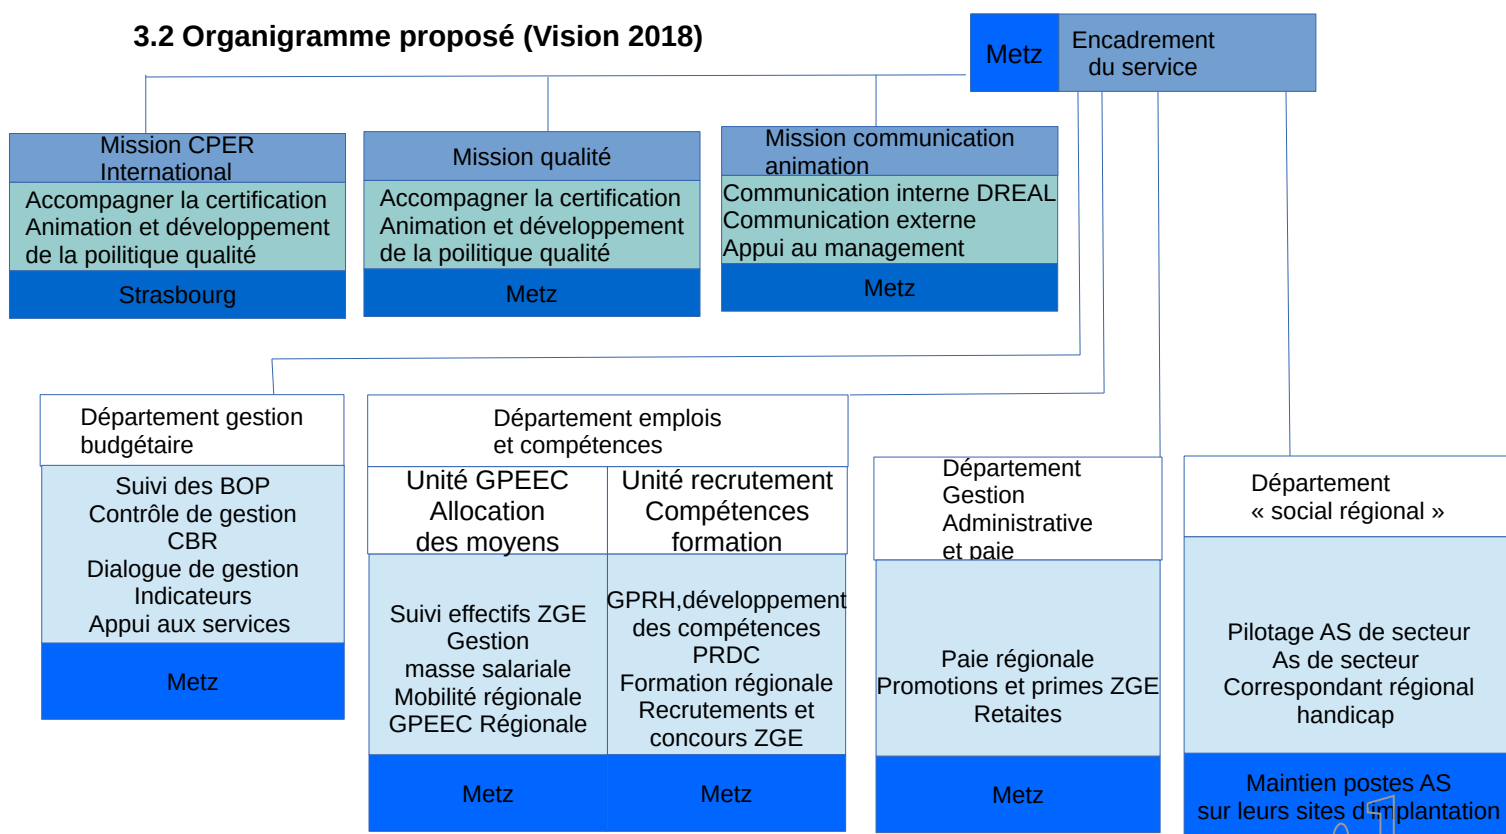 3.2 Organigramme proposé (Vision 2018)
Metz
Encadrement
du service
Mission CPER
International
Accompagner la certification
Animation et développement
de la poilitique qualité
Strasbourg
Mission qualité
Accompagner la certification
Animation et développement
de la poilitique qualité
Metz
Mission communication
animation
Communication interne DREAL
Communication externe
Appui au management
Metz
Département gestion
budgétaire
Suivi des BOP
Contrôle de gestion
CBR
Dialogue de gestion
Indicateurs
Appui aux services
Metz
Département emplois
et compétences
Unité GPEEC
Allocation
des moyens
Suivi effectifs ZGE
Gestion
masse salariale
Mobilité régionale
GPEEC Régionale
Metz
Unité recrutement
Compétences
formation
GPRH,développement
des compétences
PRDC
Formation régionale
Recrutements et
concours ZGE
Metz
Département
Gestion
Administrative
et paie
Paie régionale
Promotions et primes ZGE
Retaites
Metz
Département
« social régional »
Pilotage AS de secteur
As de secteur
Correspondant régional
handicap
Maintien postes AS
sur leurs sites d'implantation